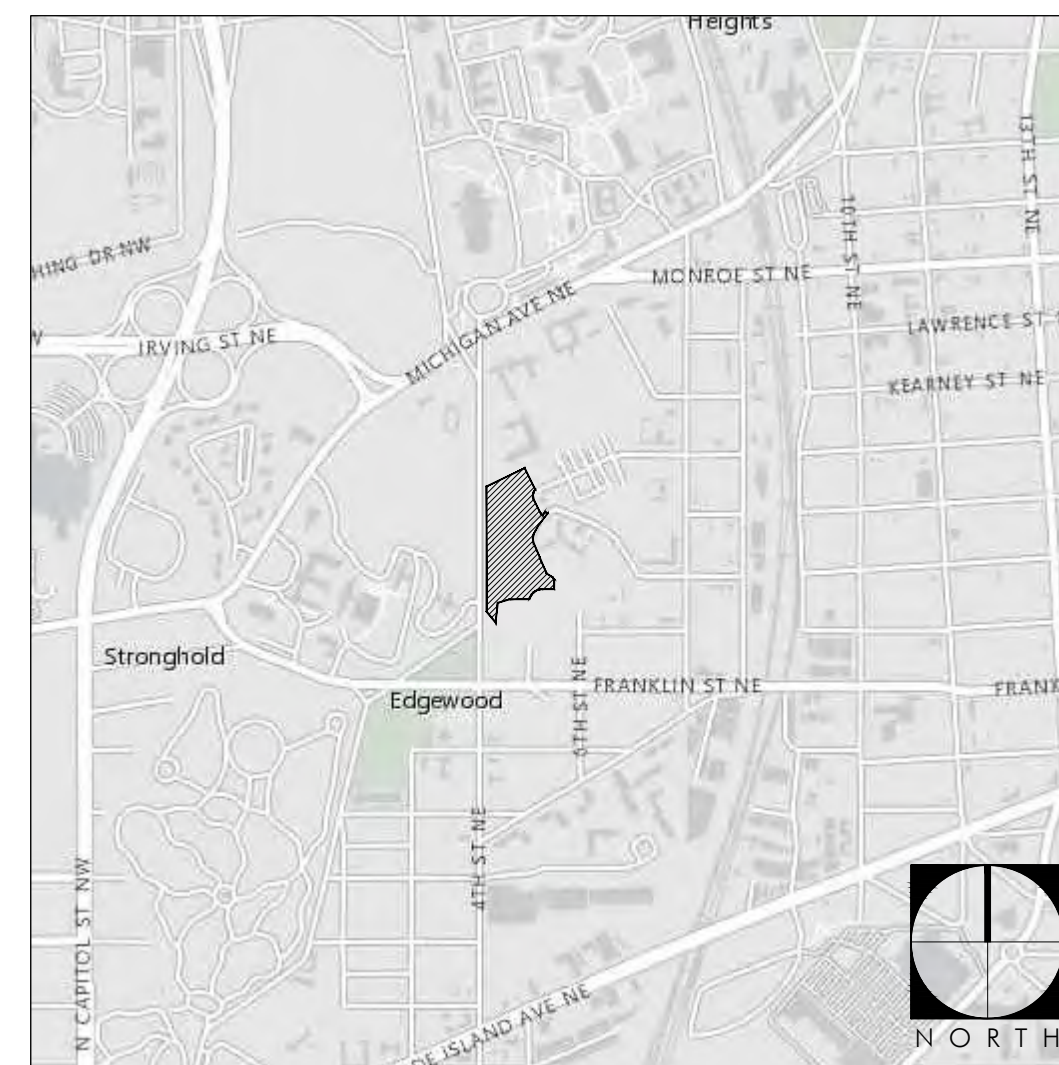 Heights
13TH ST NE
10TH ST NE
HING DR NW
MONROE ST NE
MICHIGAN AVE NE
LAWRENCE ST
W
IRVING ST NE
KEARNEY ST NE
Stronghold
Edgewood
FRANKLIN ST NE
FRANK
6TH ST NE
4TH ST NE
N CAPITOL ST NW
DE ISLAND AVE NE
NORTH